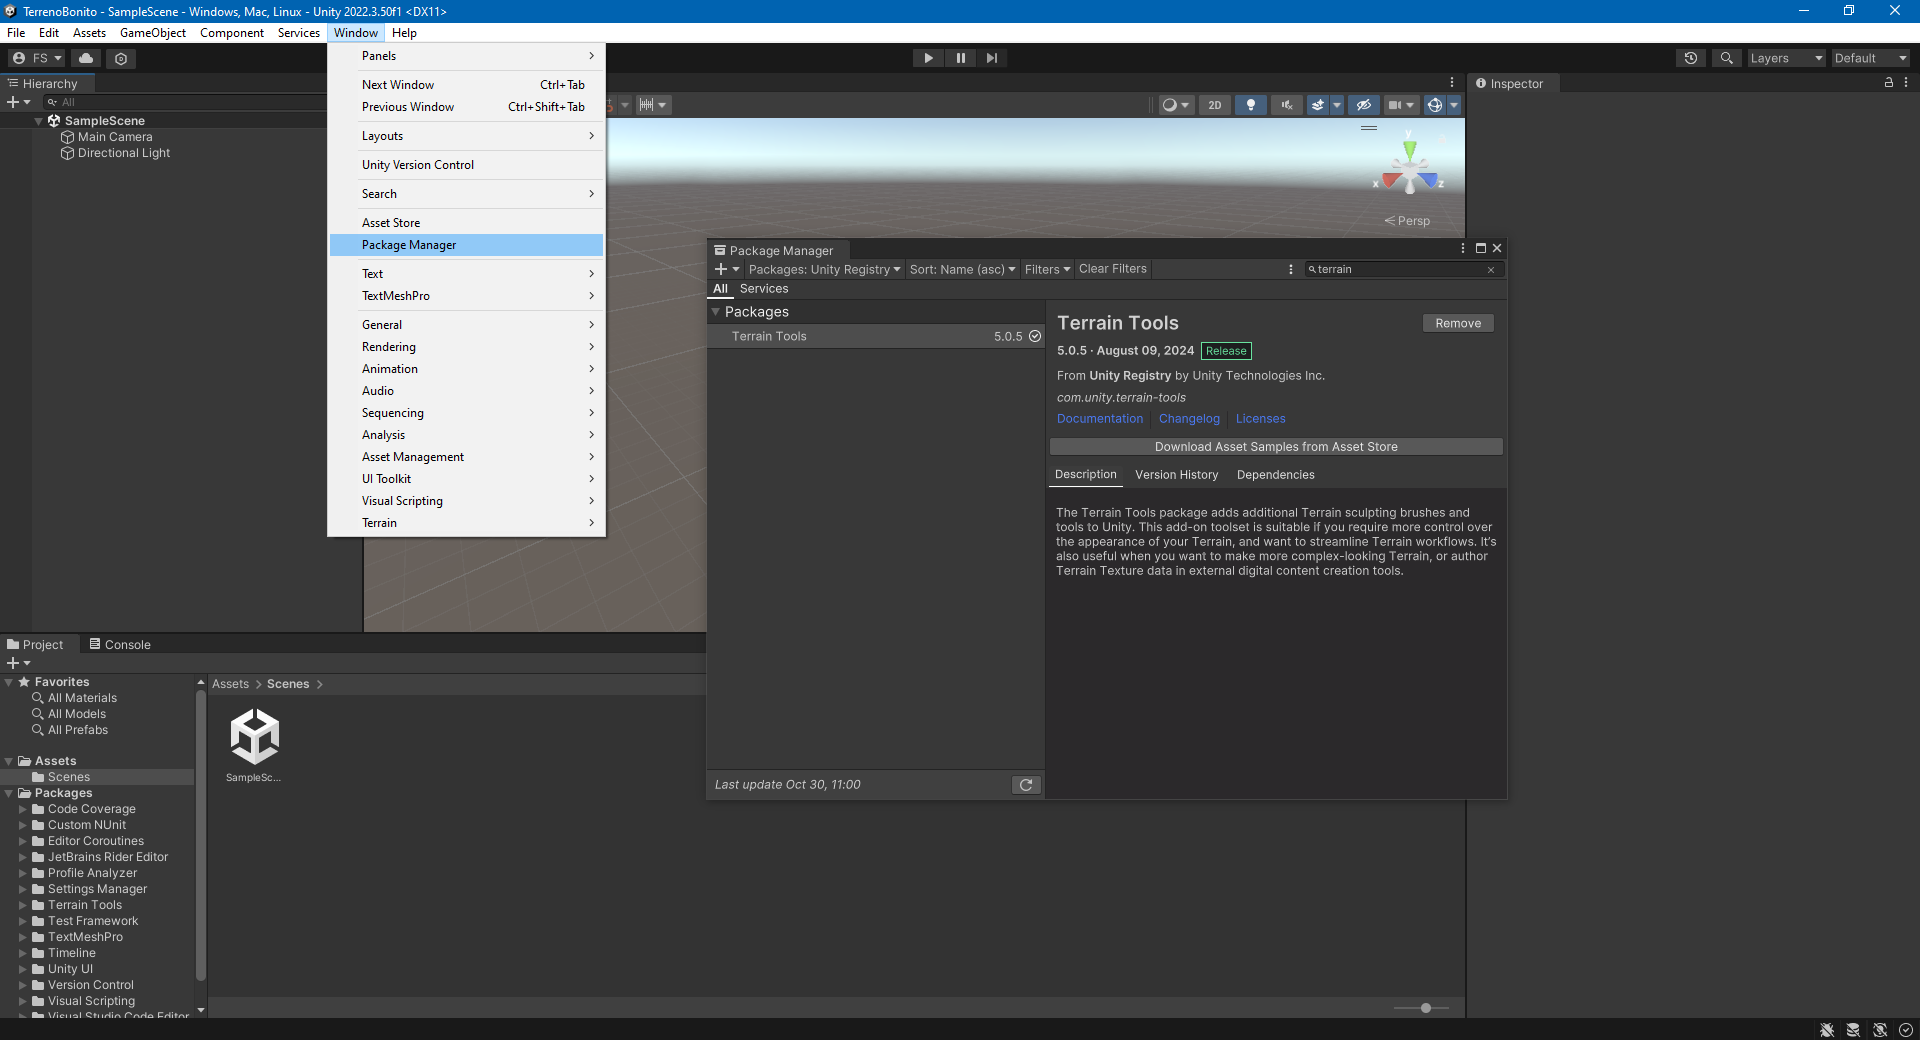 TerrenoBonito - SampleScene - Windows, Mac, Linux - Unity 2022.3.50f1 <DX11>
File Edit Assets GameObject Component Services Window Help
FS
Layers
Default
Panels
Next Window Ctrl+Tab
Previous Window Ctrl+Shift+Tab
Layouts
Unity Version Control
Search
Asset Store
Package Manager
Text
TextMeshPro
General
Rendering
Animation
Audio
Sequencing
Analysis
Asset Management
UI Toolkit
Visual Scripting
Terrain
Hierarchy
All
SampleScene
Main Camera
Directional Light
2D
y
x
z
Persp
Inspector
Package Manager
Packages: Unity Registry Sort: Name (asc) Filters Clear Filters terrain
All Services
Packages
Terrain Tools 5.0.5
Last update Oct 30, 11:00
Terrain Tools
Remove
5.0.5 · August 09, 2024 Release
From Unity Registry by Unity Technologies Inc.
com.unity.terrain-tools
Documentation Changelog Licenses
Download Asset Samples from Asset Store
Description Version History Dependencies
The Terrain Tools package adds additional Terrain sculpting brushes and
tools to Unity. This add-on toolset is suitable if you require more control over
the appearance of your Terrain, and want to streamline Terrain workflows. It's
also useful when you want to make more complex-looking Terrain, or author
Terrain Texture data in external digital content creation tools.
Project Console
Favorites
All Materials
All Models
All Prefabs
Assets
Scenes
Packages
Code Coverage
Custom NUnit
Editor Coroutines
JetBrains Rider Editor
Profile Analyzer
Settings Manager
Terrain Tools
Test Framework
TextMeshPro
Timeline
Unity UI
Version Control
Visual Scripting
Visual Studio Code Editor
Assets > Scenes >
SampleSc...